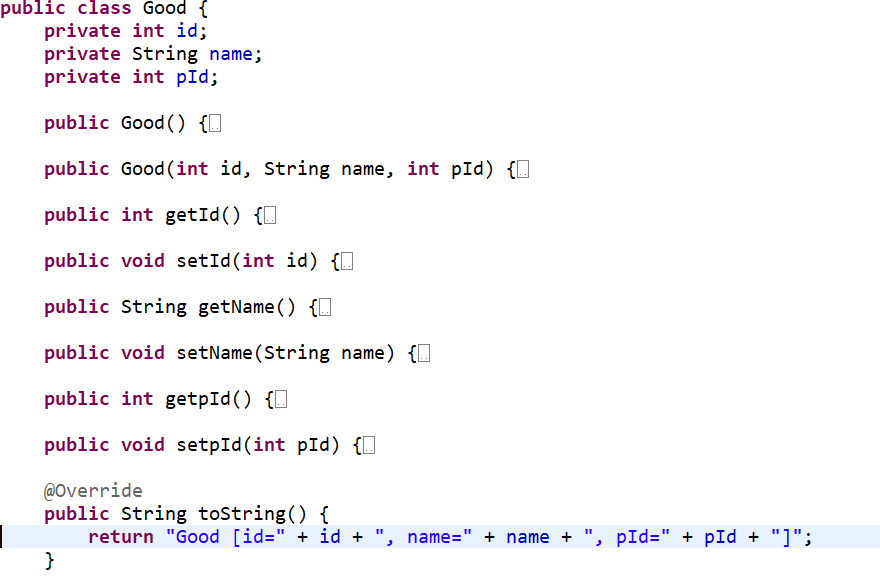 public class Good {
    private int id;
    private String name;
    private int pId;
    public Good() {..
    public Good(int id, String name, int pId) {..
    public int getId() {..
    public void setId(int id) {..
    public String getName() {..
    public void setName(String name) {..
    public int getpId() {..
    public void setpId(int pId) {..
    @Override
    public String toString() {
        return "Good [id=" + id + ", name=" + name + ", pId=" + pId + "]";
    }